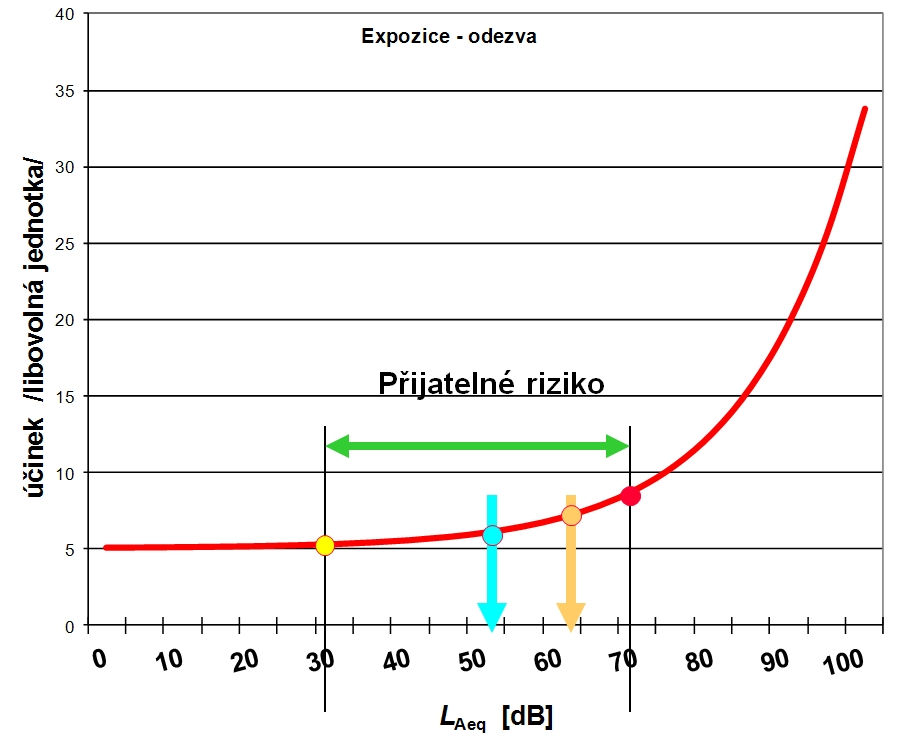 Expozice - odezva
účinek /libovolná jednotka/
40
35
30
25
20
15
10
5
0
Přijatelné riziko
0 10 20 30 40 50 60 70 80 90 100
LAeq [dB]